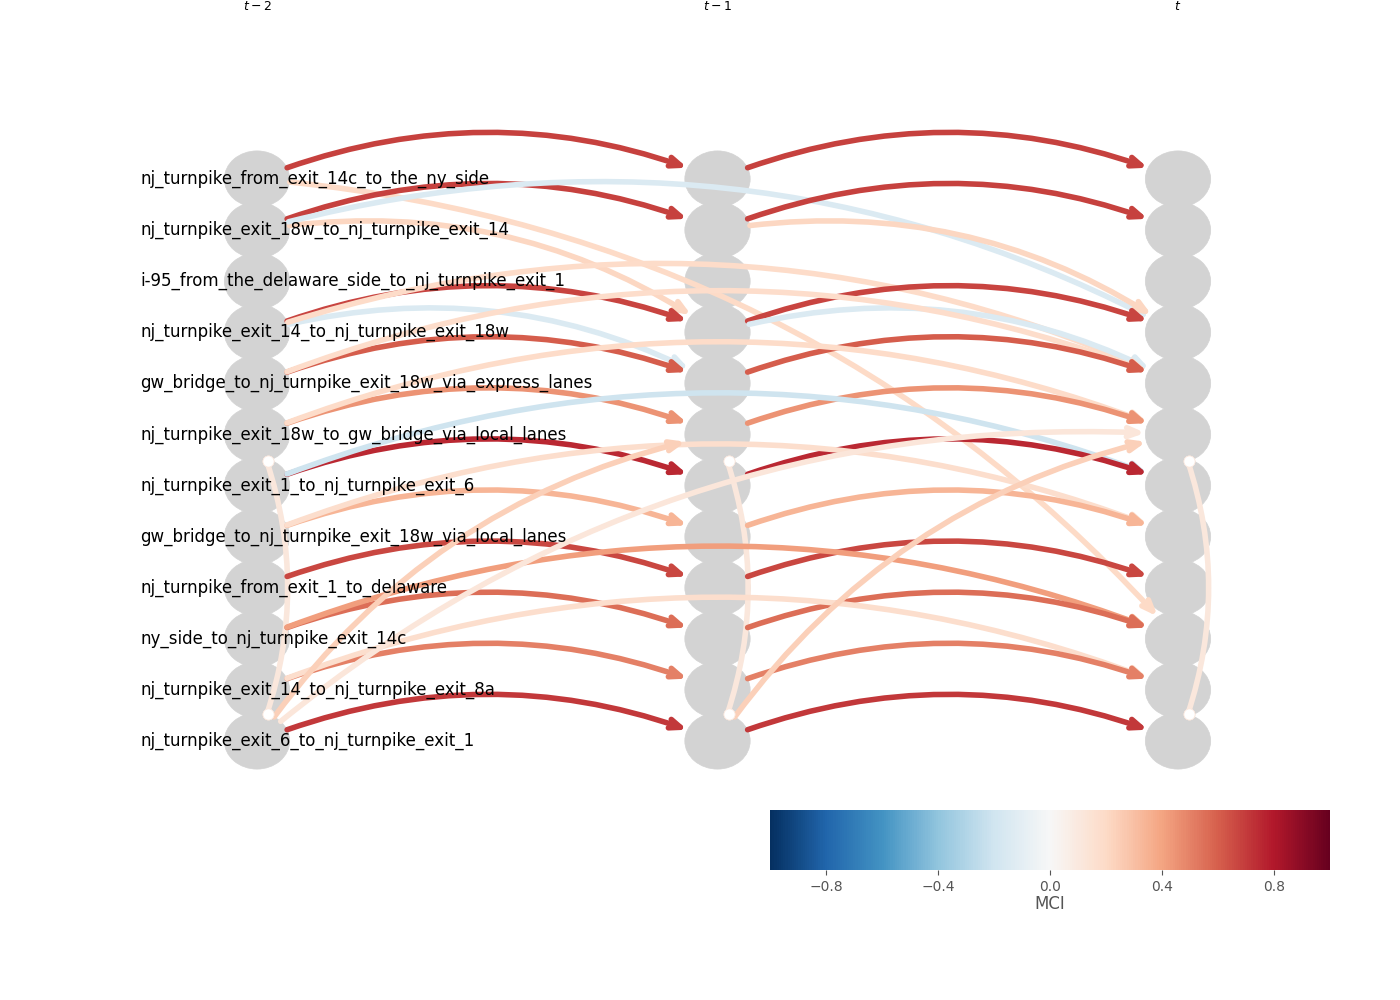 t − 2 t − 1 t
nj_turnpike_from_exit_14c_to_the_ny_side
nj_turnpike_exit_18w_to_nj_turnpike_exit_14
i-95_from_the_delaware_side_to_nj_turnpike_exit_1
nj_turnpike_exit_14_to_nj_turnpike_exit_18w
gw_bridge_to_nj_turnpike_exit_18w_via_express_lanes
nj_turnpike_exit_18w_to_gw_bridge_via_local_lanes
nj_turnpike_exit_1_to_nj_turnpike_exit_6
gw_bridge_to_nj_turnpike_exit_18w_via_local_lanes
nj_turnpike_from_exit_1_to_delaware
ny_side_to_nj_turnpike_exit_14c
nj_turnpike_exit_14_to_nj_turnpike_exit_8a
nj_turnpike_exit_6_to_nj_turnpike_exit_1
−0.8 −0.4 0.0 0.4 0.8
MCI